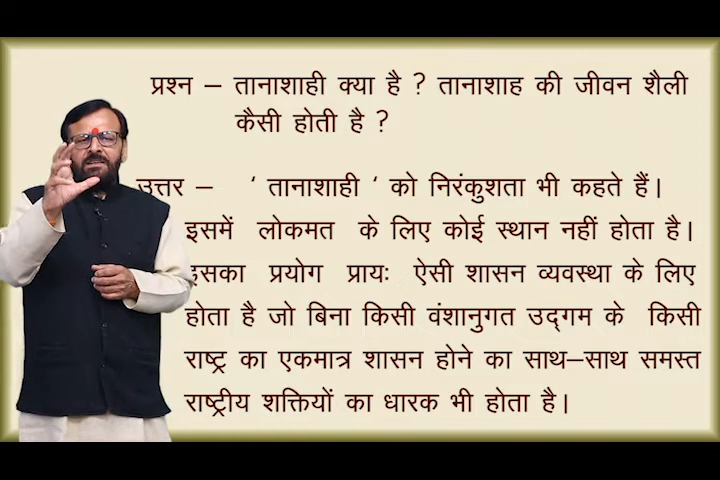 प्रश्न – तानाशाही क्या है ? तानाशाह की जीवन शैली
कैसी होती है ?
उत्तर – ‘ तानाशाही ‘ को निरंकुशता भी कहते हैं।
इसमें लोकमत के लिए कोई स्थान नहीं होता है।
इसका प्रयोग प्रायः ऐसी शासन व्यवस्था के लिए
होता है जो बिना किसी वंशानुगत उद्गम के किसी
राष्ट्र का एकमात्र शासन होने का साथ–साथ समस्त
राष्ट्रीय शक्तियों का धारक भी होता है।